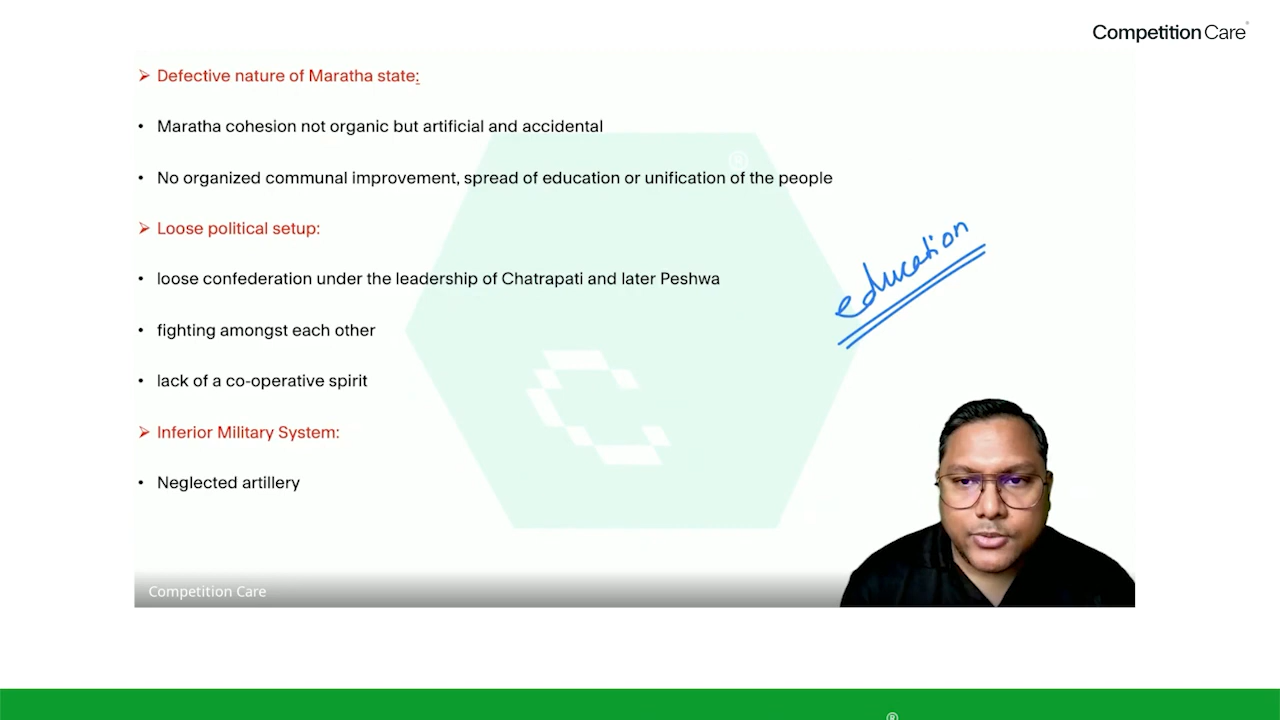 Competition Care
➢ Defective nature of Maratha state:
• Maratha cohesion not organic but artificial and accidental
• No organized communal improvement, spread of education or unification of the people
➢ Loose political setup:
• loose confederation under the leadership of Chatrapati and later Peshwa
education
• fighting amongst each other
• lack of a co-operative spirit
➢ Inferior Military System:
• Neglected artillery
Competition Care